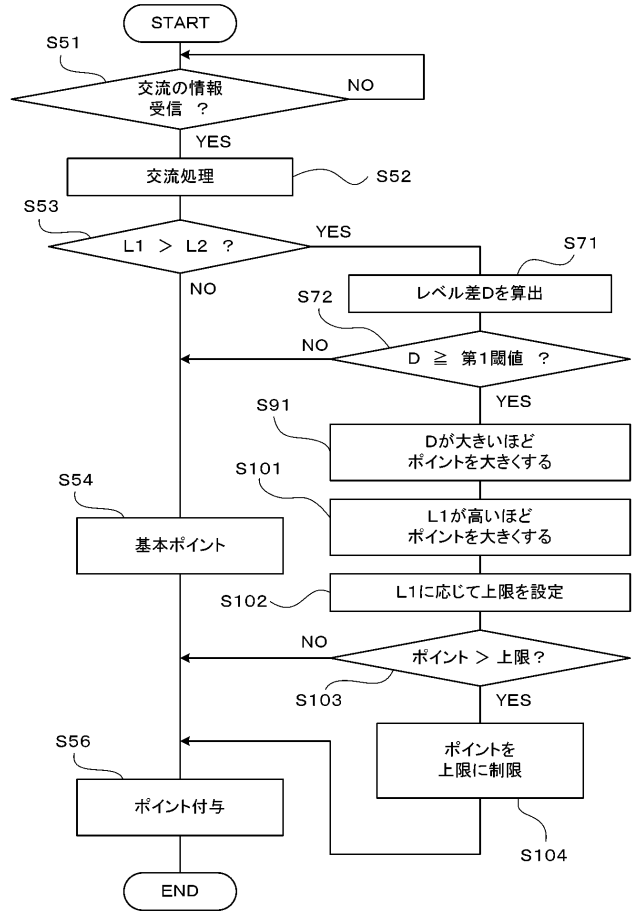 START
S51
交流の情報
受信 ?
NO
YES
交流処理
S52
S53
L1 > L2 ?
YES
NO
S71
レベル差Dを算出
S72
D ≧ 第1閾値 ?
NO
YES
S91
Dが大きいほど
ポイントを大きくする
S101
L1が高いほど
ポイントを大きくする
S54
基本ポイント
S102
L1に応じて上限を設定
NO
ポイント > 上限?
S103
YES
S56
ポイント付与
ポイントを
上限に制限
S104
END